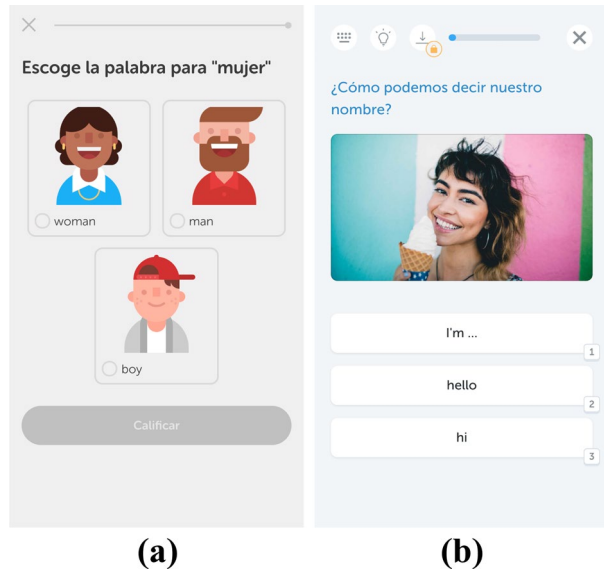 Escoge la palabra para "mujer"
woman
man
boy
Calificar
(a)
¿Cómo podemos decir nuestro
nombre?
I'm ...
1
hello
2
hi
3
(b)